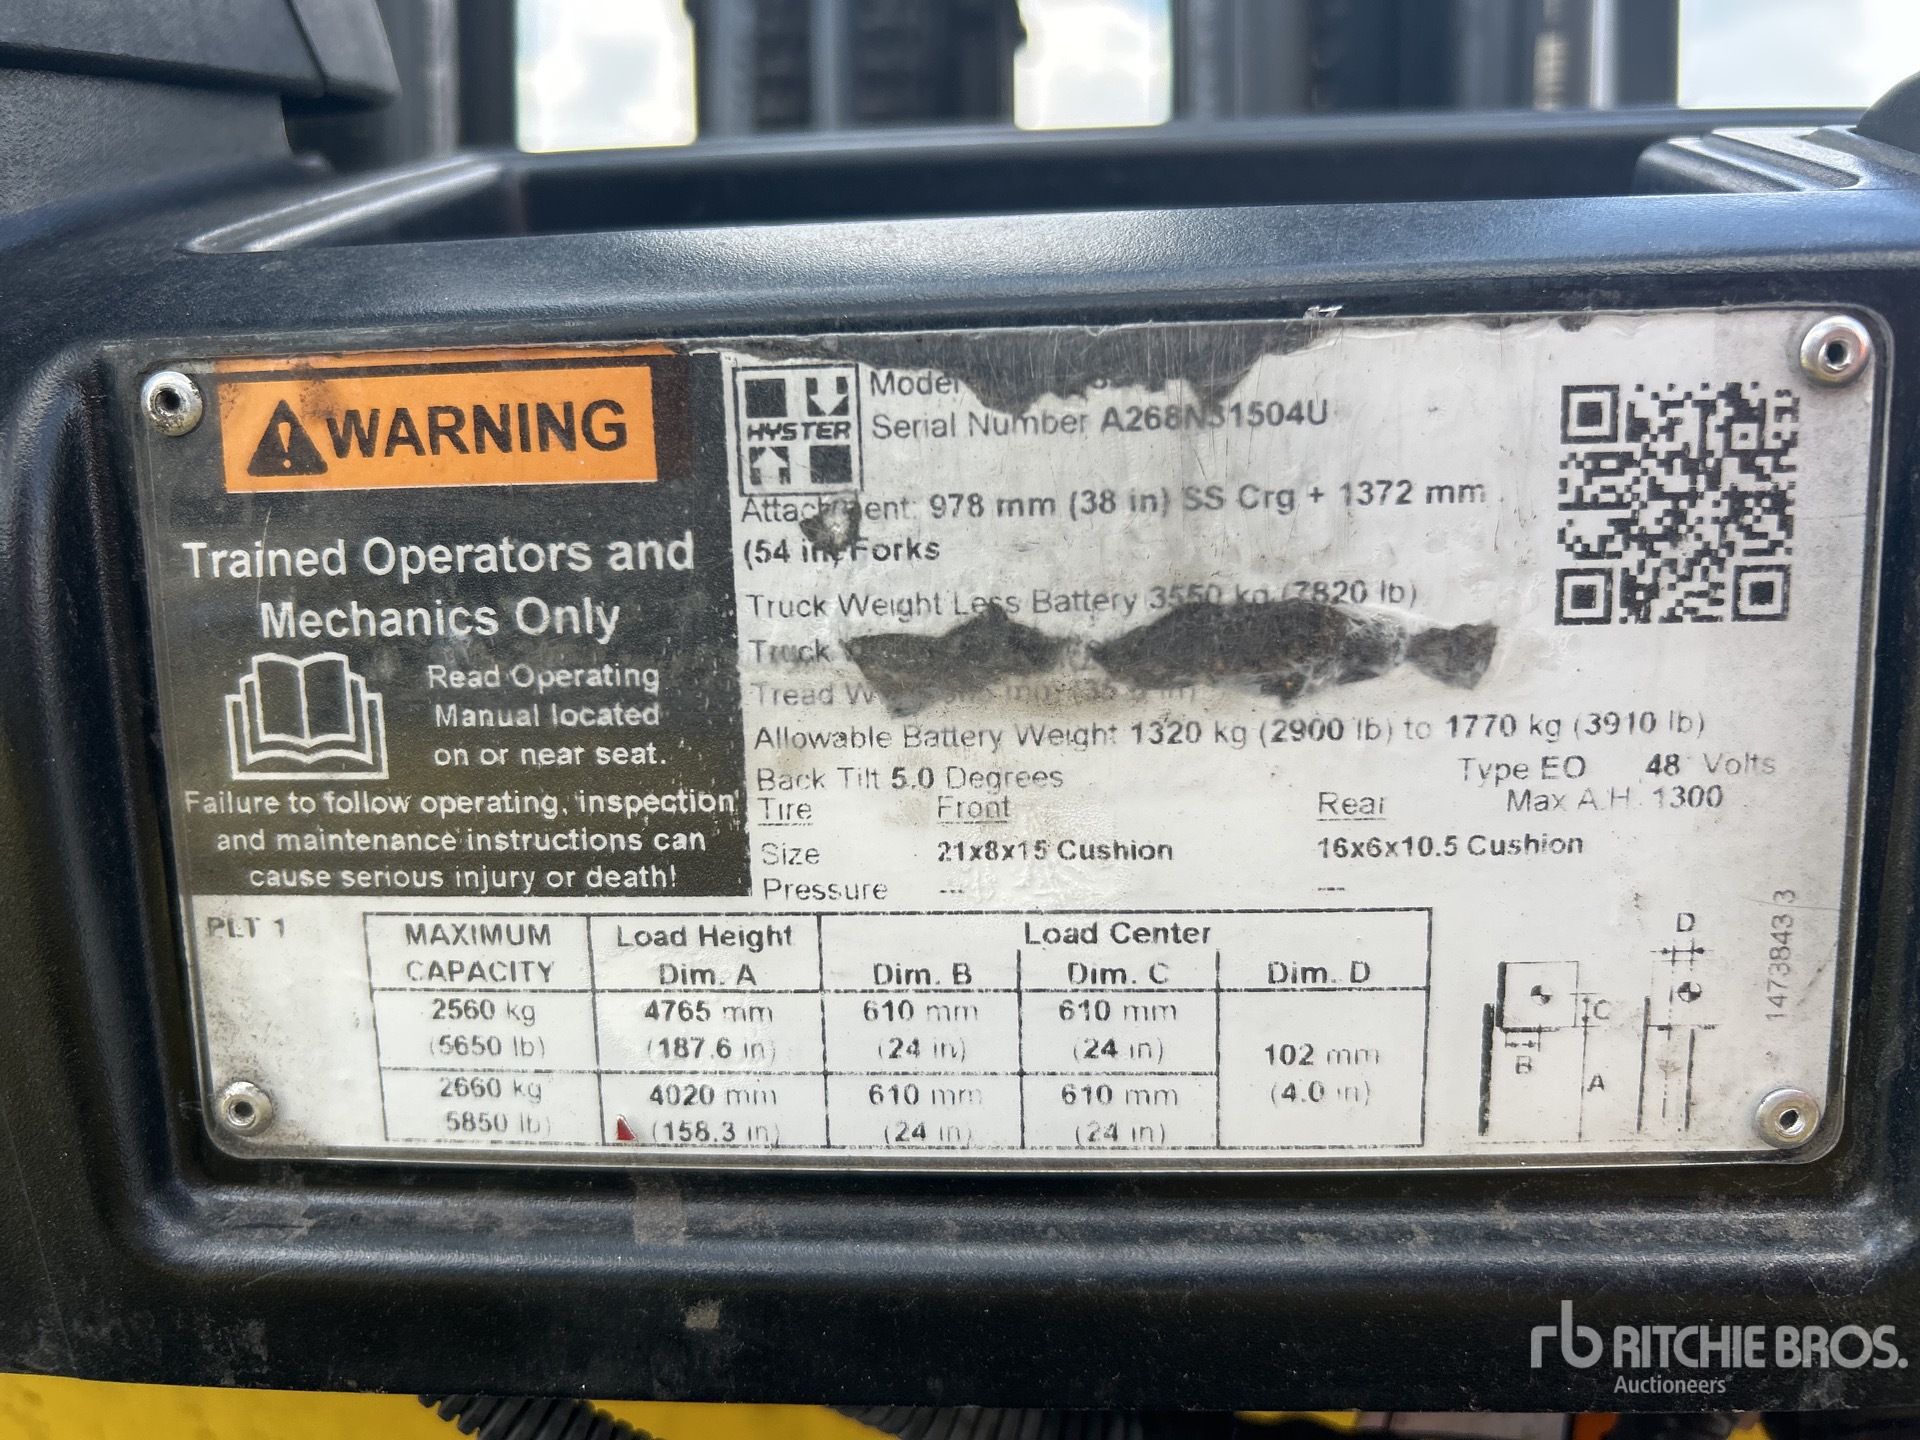 WARNING
Trained Operators and
Mechanics Only
Read Operating
Manual located
on or near seat.
Failure to follow operating, inspection
and maintenance instructions can
cause serious injury or death!
HYSTER
Model
Serial Number A268N31504U
Attachment: 978 mm (38 in) SS Crg + 1372 mm
(54 in) Forks
Truck Weight Less Battery 3550 kg (7820 lb)
Truck
Tread
Allowable Battery Weight 1320 kg (2900 lb) to 1770 kg (3910 lb)
Back Tilt 5.0 Degrees Type EO 48 Volts
Tire Front Rear Max A.H. 1300
Size 21x8x15 Cushion 16x6x10.5 Cushion
Pressure --- ---
PLT 1
MAXIMUM Load Height Load Center
CAPACITY Dim. A Dim. B Dim. C Dim. D
2560 kg 4765 mm 610 mm 610 mm
(5650 lb) (187.6 in) (24 in) (24 in)
102 mm
(4.0 in)
2660 kg 4020 mm 610 mm 610 mm
5850 lb) (158.3 in) (24 in) (24 in)
D
C
B
A
14738433
rb RITCHIE BROS.
Auctioneers